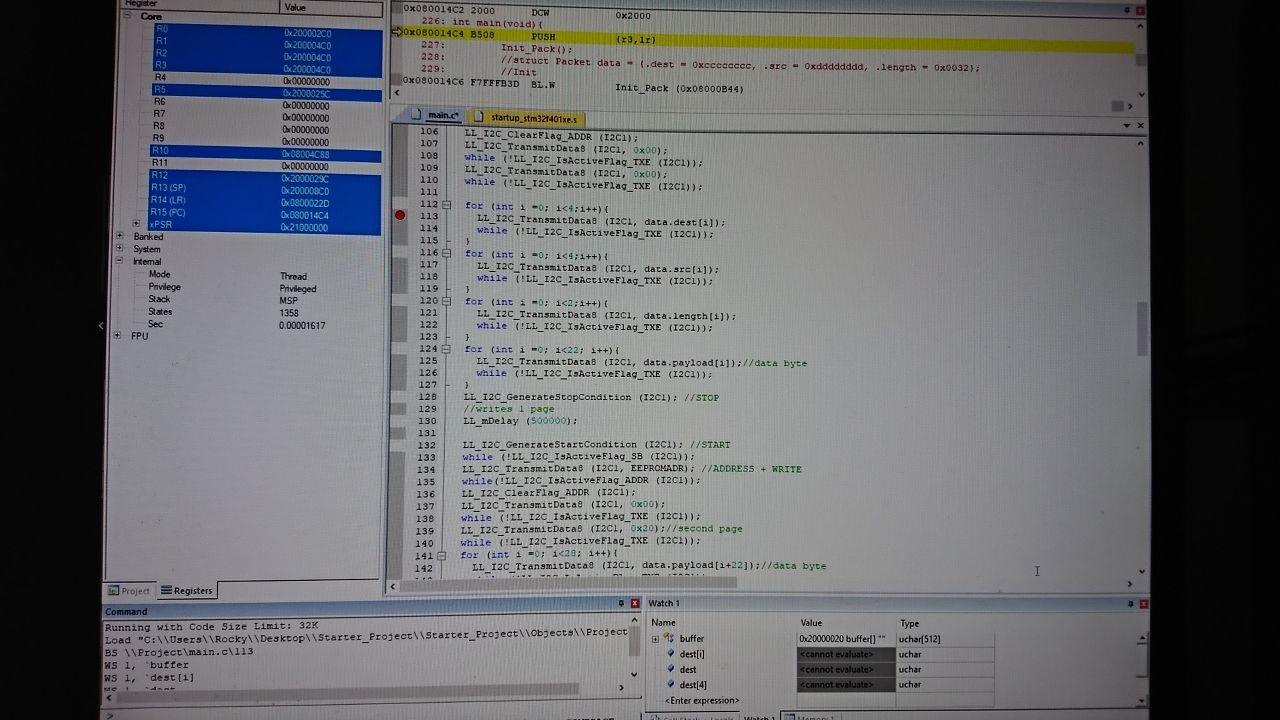 Register
Value
Core
R0 0x200002C0
R1 0x200004C0
R2 0x200004C0
R3 0x200004C0
R4 0x00000000
R5 0x2000025C
R6 0x00000000
R7 0x00000000
R8 0x00000000
R9 0x00000000
R10 0x08004C88
R11 0x00000000
R12 0x2000029C
R13 (SP) 0x200008C0
R14 (LR) 0x0800022D
R15 (PC) 0x080014C4
xPSR 0x21000000
Banked
System
Internal
Mode Thread
Privilege Privileged
Stack MSP
States 1358
Sec 0.00001617
FPU
Project
Registers
0x080014C2 2000 DCW 0x2000
226: int main(void){
0x080014C4 B508 PUSH {r3,lr}
227: Init_Pack();
228: //struct Packet data = {.dest = 0xcccccccc, .src = 0xdddddddd, .length = 0x0032};
229: //Init
0x080014C6 F7FFFB3D BL.W Init_Pack (0x08000B44)
main.c*
startup_stm32f401xe.s
106 LL_I2C_ClearFlag_ADDR (I2C1);
107 LL_I2C_TransmitData8 (I2C1, 0x00);
108 while (!LL_I2C_IsActiveFlag_TXE (I2C1));
109 LL_I2C_TransmitData8 (I2C1, 0x00);
110 while (!LL_I2C_IsActiveFlag_TXE (I2C1));
111
112 for (int i =0; i<4;i++){
113 LL_I2C_TransmitData8 (I2C1, data.dest[i]);
114 while (!LL_I2C_IsActiveFlag_TXE (I2C1));
115 }
116 for (int i =0; i<4;i++){
117 LL_I2C_TransmitData8 (I2C1, data.src[i]);
118 while (!LL_I2C_IsActiveFlag_TXE (I2C1));
119 }
120 for (int i =0; i<2;i++){
121 LL_I2C_TransmitData8 (I2C1, data.length[i]);
122 while (!LL_I2C_IsActiveFlag_TXE (I2C1));
123 }
124 for (int i =0; i<22; i++){
125 LL_I2C_TransmitData8 (I2C1, data.payload[i]);//data byte
126 while (!LL_I2C_IsActiveFlag_TXE (I2C1));
127 }
128 LL_I2C_GenerateStopCondition (I2C1); //STOP
129 //writes 1 page
130 LL_mDelay (500000);
131
132 LL_I2C_GenerateStartCondition (I2C1); //START
133 while (!LL_I2C_IsActiveFlag_SB (I2C1));
134 LL_I2C_TransmitData8 (I2C1, EEPROMADR); //ADDRESS + WRITE
135 while(!LL_I2C_IsActiveFlag_ADDR (I2C1));
136 LL_I2C_ClearFlag_ADDR (I2C1);
137 LL_I2C_TransmitData8 (I2C1, 0x00);
138 while (!LL_I2C_IsActiveFlag_TXE (I2C1));
139 LL_I2C_TransmitData8 (I2C1, 0x20);//second page
140 while (!LL_I2C_IsActiveFlag_TXE (I2C1));
141 for (int i =0; i<28; i++){
142 LL_I2C_TransmitData8 (I2C1, data.payload[i+22]);//data byte
Command
Running with Code Size Limit: 32K
Load "C:\\Users\\Rocky\\Desktop\\Starter_Project\\Starter_Project\\Objects\\Project
BS \\Project\main.c\113
WS 1, `buffer
WS 1, `dest[i]
WS 1, `dest
>
Watch 1
Name Value Type
buffer 0x20000020 buffer[] "" uchar[512]
dest[i] <cannot evaluate> uchar
dest <cannot evaluate> uchar
dest[4] <cannot evaluate> uchar
<Enter expression>
Watch 1
Memory 1